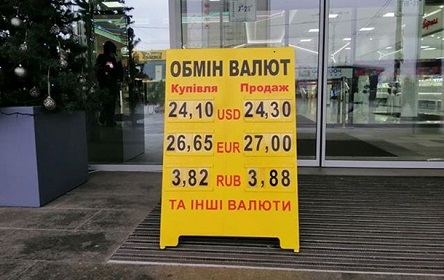 ОБМІН ВАЛЮТ
Купівля Продаж
24,10 USD 24,30
26,65 EUR 27,00
3,82 RUB 3,88
ТА ІНШІ ВАЛЮТИ